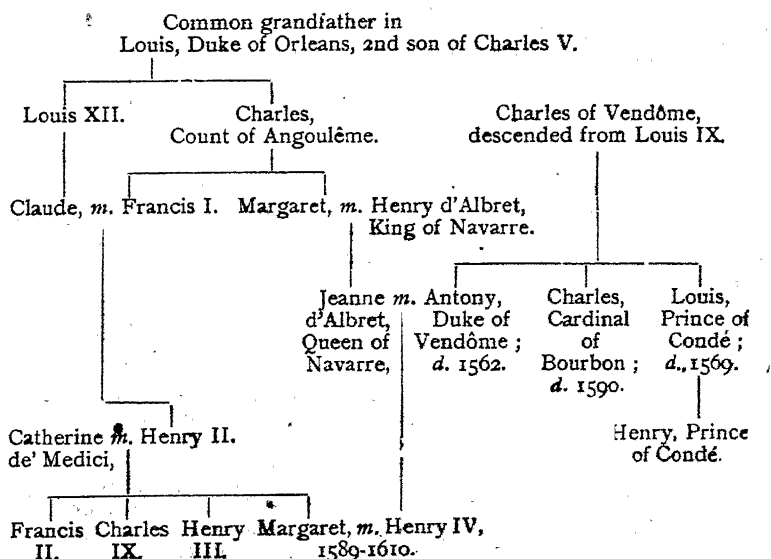 Common grandfather in
Louis, Duke of Orleans, 2nd son of Charles V.
Louis XII.
Charles,
Count of Angoulême.
Charles of Vendôme,
descended from Louis IX.
Claude, m. Francis I.
Margaret, m. Henry d'Albret,
King of Navarre.
Jeanne m. Antony,
d'Albret, Duke of
Queen of Vendôme ;
Navarre, d. 1562.
Charles,
Cardinal
of
Bourbon ;
d. 1590.
Louis,
Prince of
Condé ;
d. 1569.
Henry, Prince
of Condé.
Catherine m. Henry II.
de' Medici,
Francis
II.
Charles
IX.
Henry
III.
Margaret, m. Henry IV,
1589-1610.